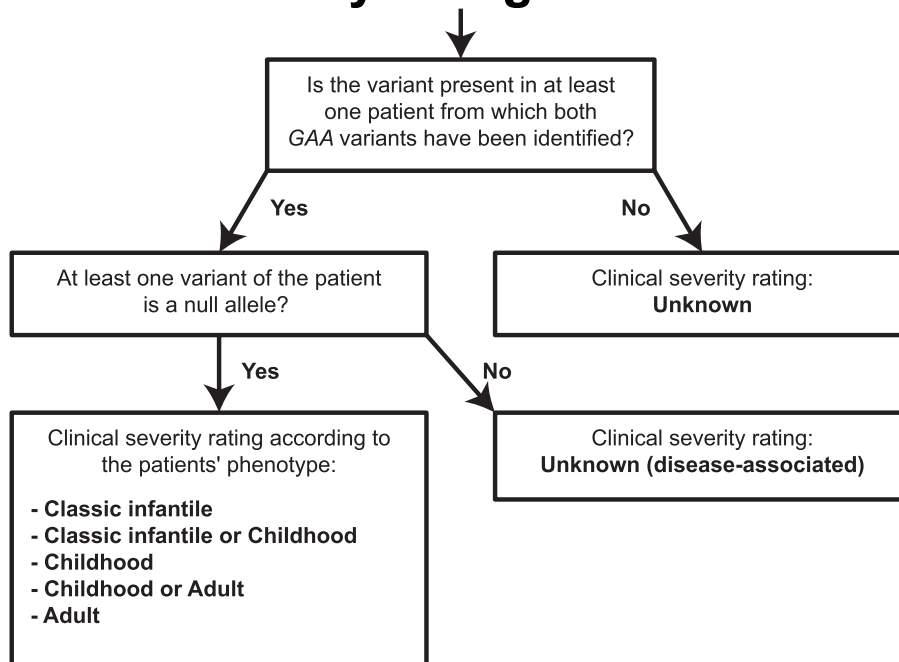 Is the variant present in at least
one patient from which both
GAA variants have been identified?
Yes
No
At least one variant of the patient
is a null allele?
Clinical severity rating:
Unknown
Yes
No
Clinical severity rating according to
the patients' phenotype:
- Classic infantile
- Classic infantile or Childhood
- Childhood
- Childhood or Adult
- Adult
Clinical severity rating:
Unknown (disease-associated)